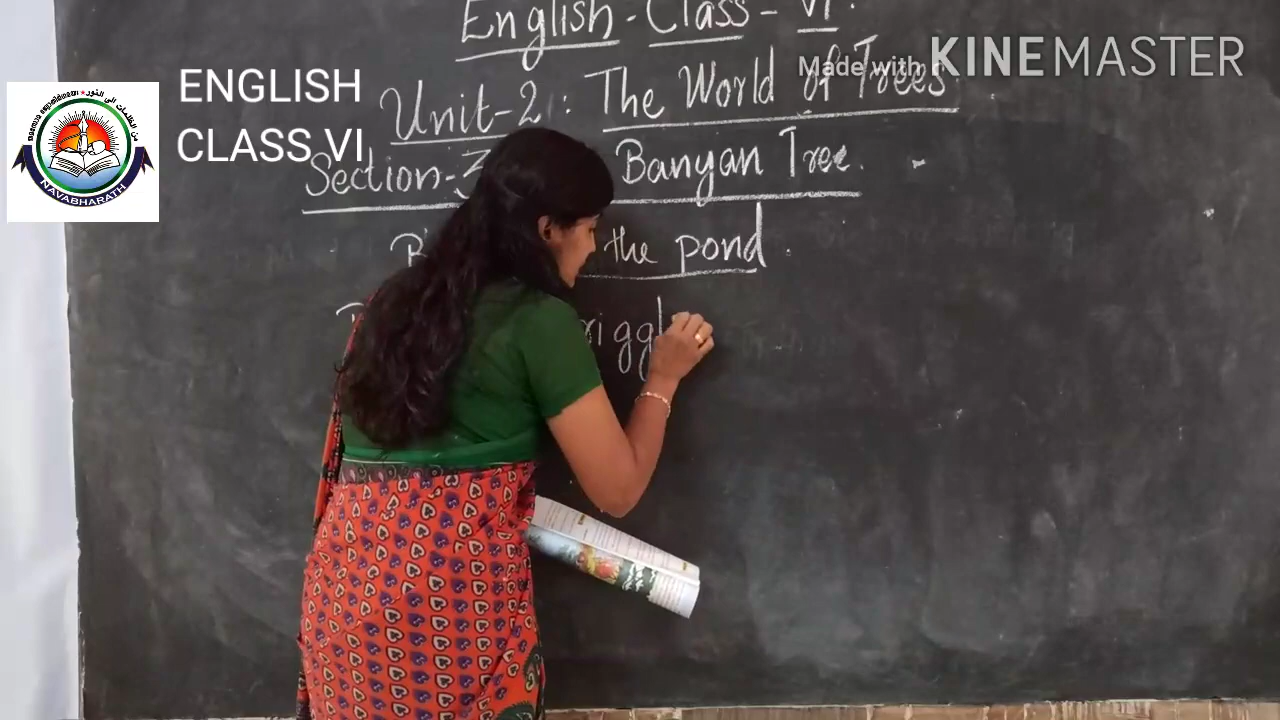 English - Class - VI.
Made with KINEMASTER
ENGLISH
CLASS VI
Unit-2 : The World of Trees.
Section-3 Banyan Tree.
the pond.
NAVABHARATH